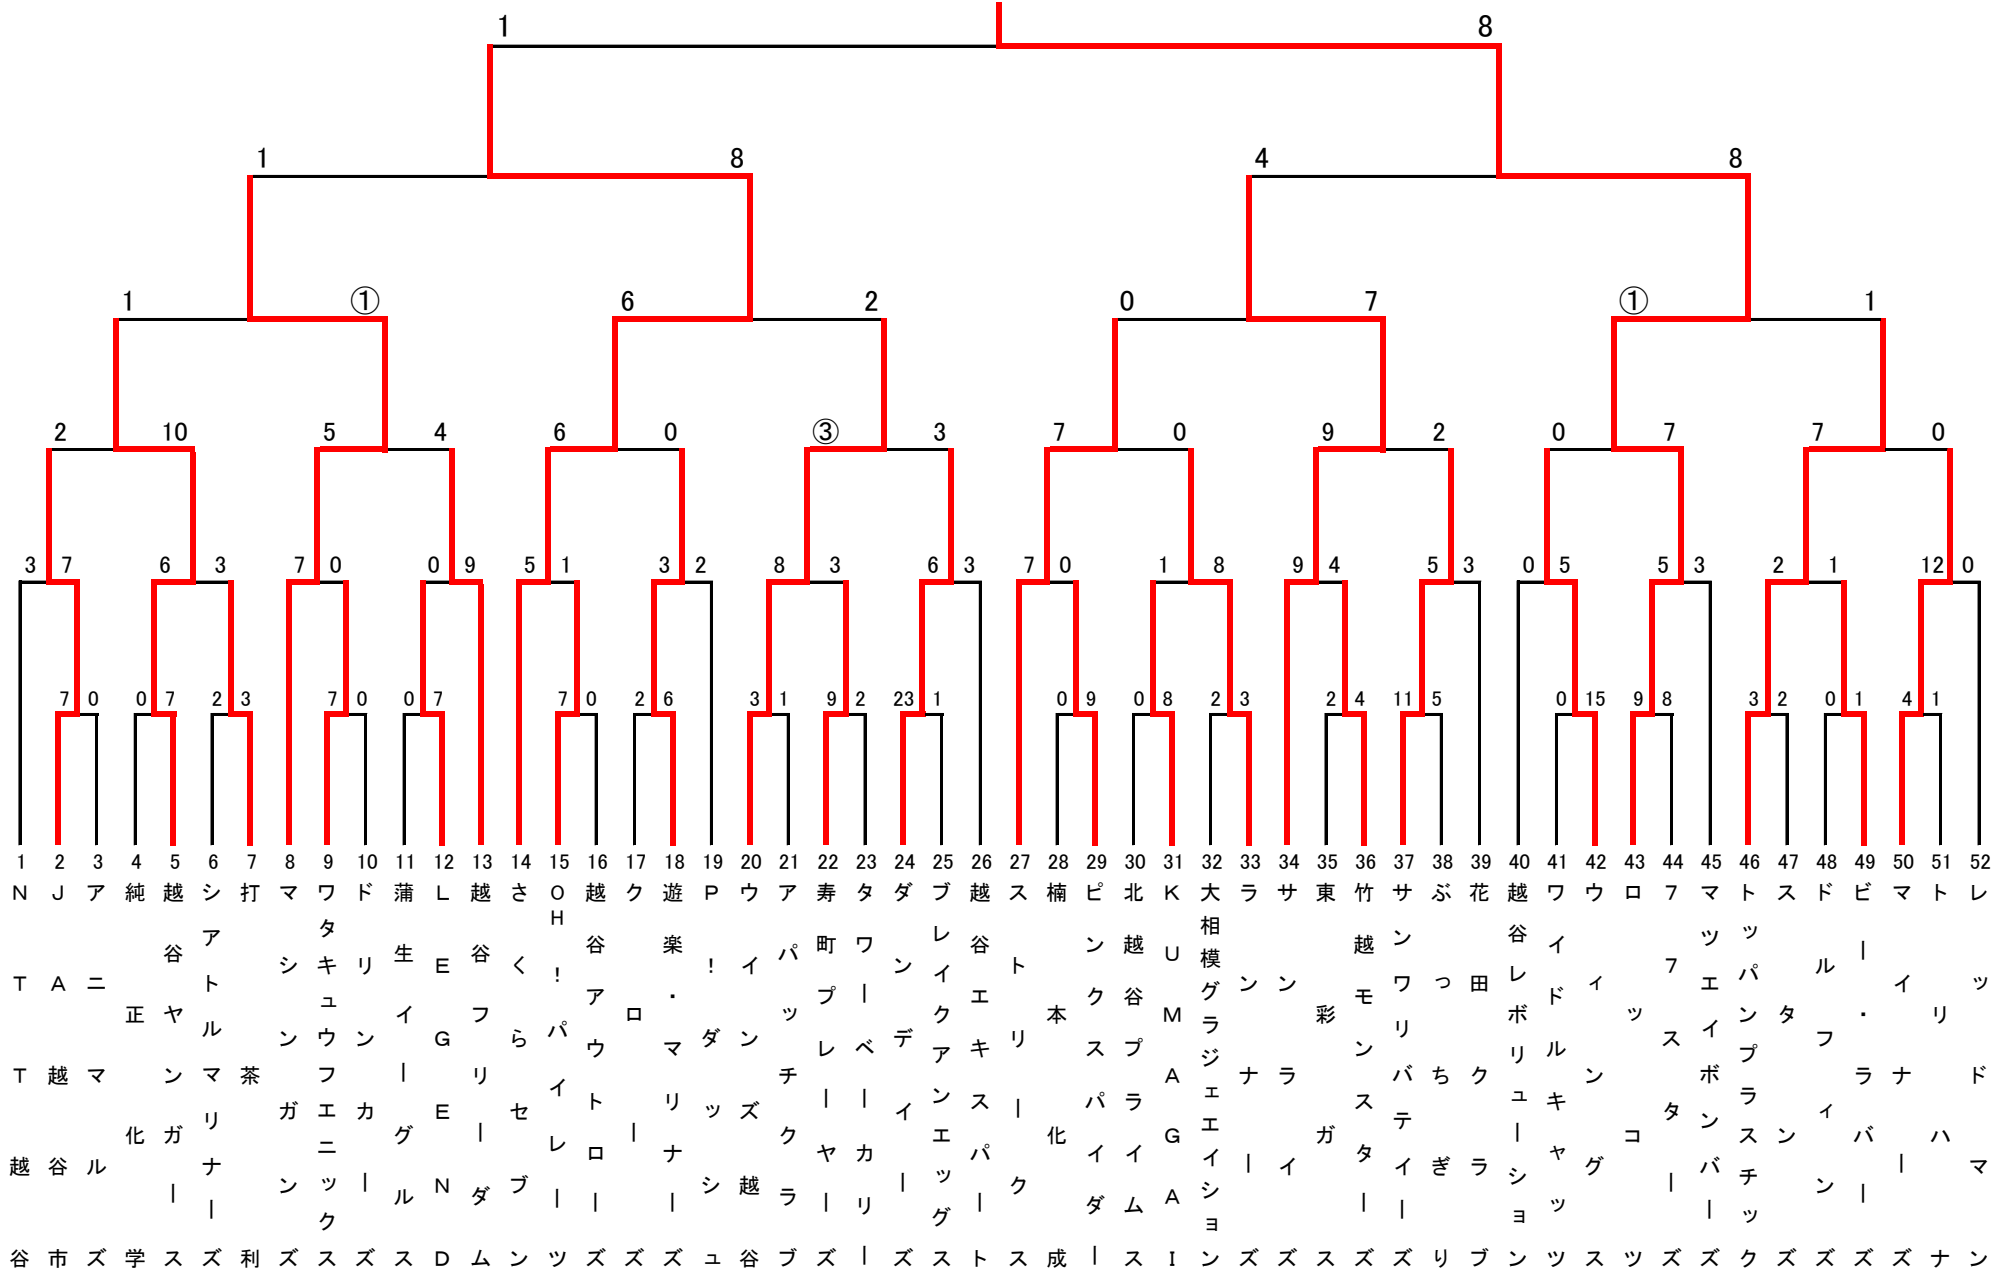 1 8
1 8 4 8
1 ① 6 2 0 7 ① 1
2 10 5 4 6 0 ③ 3 7 0 9 2 0 7 7 0
3 7 6 3 7 0 0 9 5 1 3 2 8 3 6 3 7 0 1 8 9 4 5 3 0 5 5 3 2 1 12 0
7 0 0 7 2 3 7 0 0 7 7 0 2 6 3 1 9 2 23 1 0 9 0 8 2 3 2 4 11 5 0 15 9 8 3 2 0 1 4 1
1 NTT越谷
2 JA越谷市
3 アニマルズ
4 純正化学
5 越谷ヤンガース
6 シアトルマリナーズ
7 打茶利
8 マシンガンズ
9 ワタキュウフエニックス
10 ドリンカーズ
11 蒲生イーグルス
12 LEGEND
13 越谷フリーダム
14 さくらセブン
15 OH!パイレーツ
16 越谷アウトローズ
17 クローズ
18 遊楽・マリナーズ
19 P!ダッシュ
20 ウインズ越谷
21 アパッチクラブ
22 寿町プレーヤーズ
23 タワーベーカリー
24 ダンディーズ
25 ブレイクアンエッグス
26 越谷エキスパート
27 ストリークス
28 楠本化成
29 ピンクスパイダー
30 北越谷プライムス
31 KUMAGAI
32 大相模グラジェエイション
33 ランナーズ
34 サンライズ
35 東彩ガス
36 竹越モンスターズ
37 サンワリバテイーズ
38 ぶっちぎり
39 花田クラブ
40 越谷レボリューション
41 ワイドルキャッツ
42 ウィングス
43 ロッコツ
44 77スターズ
45 マツエイボンバーズ
46 トッパンプラスチック
47 スタンズ
48 ドルフィンズ
49 ビー・ラバーズ
50 マイナーズ
51 トリハナ
52 レッドマン